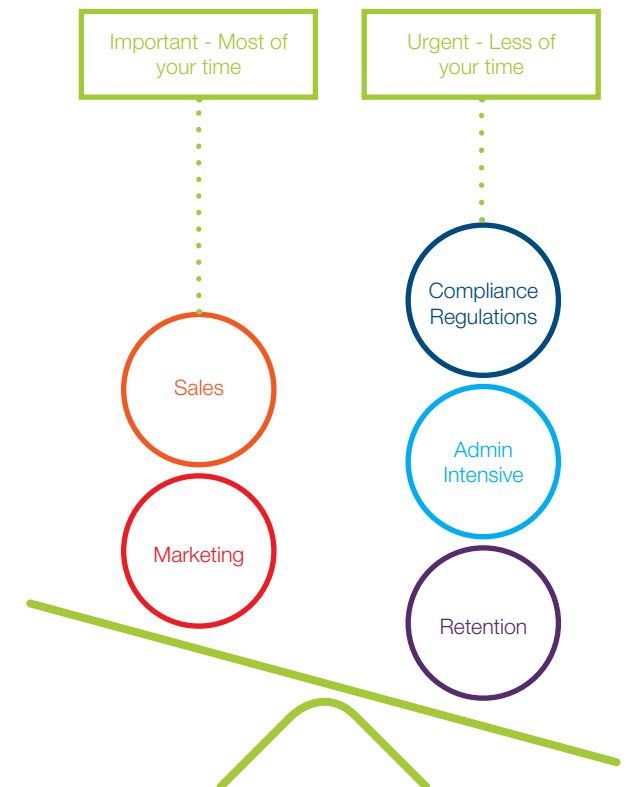 Important - Most of
your time
Urgent - Less of
your time
Compliance
Regulations
Sales
Admin
Intensive
Marketing
Retention